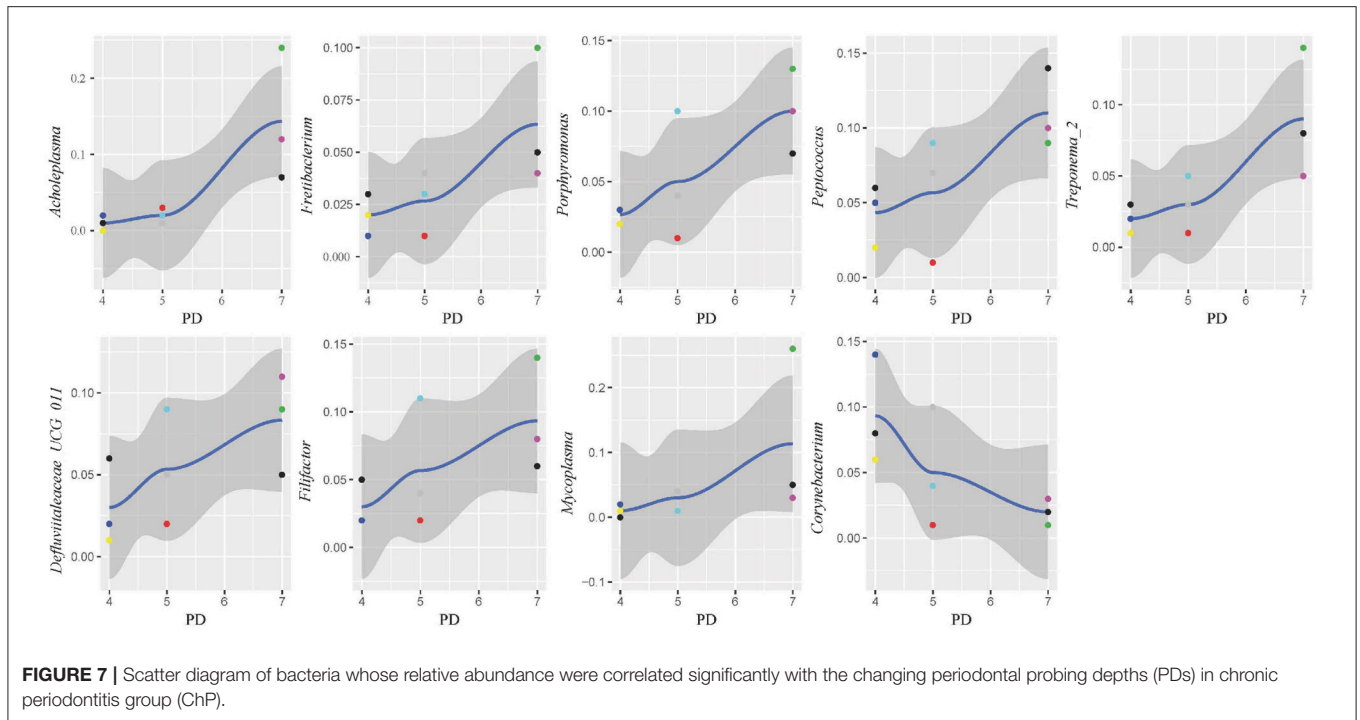 Acholeplasma
0.2
0.1
0.0
4 5 6 7
PD
Fretibacterium
0.100
0.075
0.050
0.025
0.000
4 5 6 7
PD
Porphyromonas
0.15
0.10
0.05
0.00
4 5 6 7
PD
Peptococcus
0.15
0.10
0.05
0.00
4 5 6 7
PD
Treponema_2
0.10
0.05
0.00
4 5 6 7
PD
Defluviitaleaceae_UCG_011
0.10
0.05
0.00
4 5 6 7
PD
Filifactor
0.15
0.10
0.05
0.00
4 5 6 7
PD
Mycoplasma
0.2
0.1
0.0
−0.1
4 5 6 7
PD
Corynebacterium
0.15
0.10
0.05
0.00
4 5 6 7
PD
FIGURE 7 | Scatter diagram of bacteria whose relative abundance were correlated significantly with the changing periodontal probing depths (PDs) in chronic
periodontitis group (ChP).